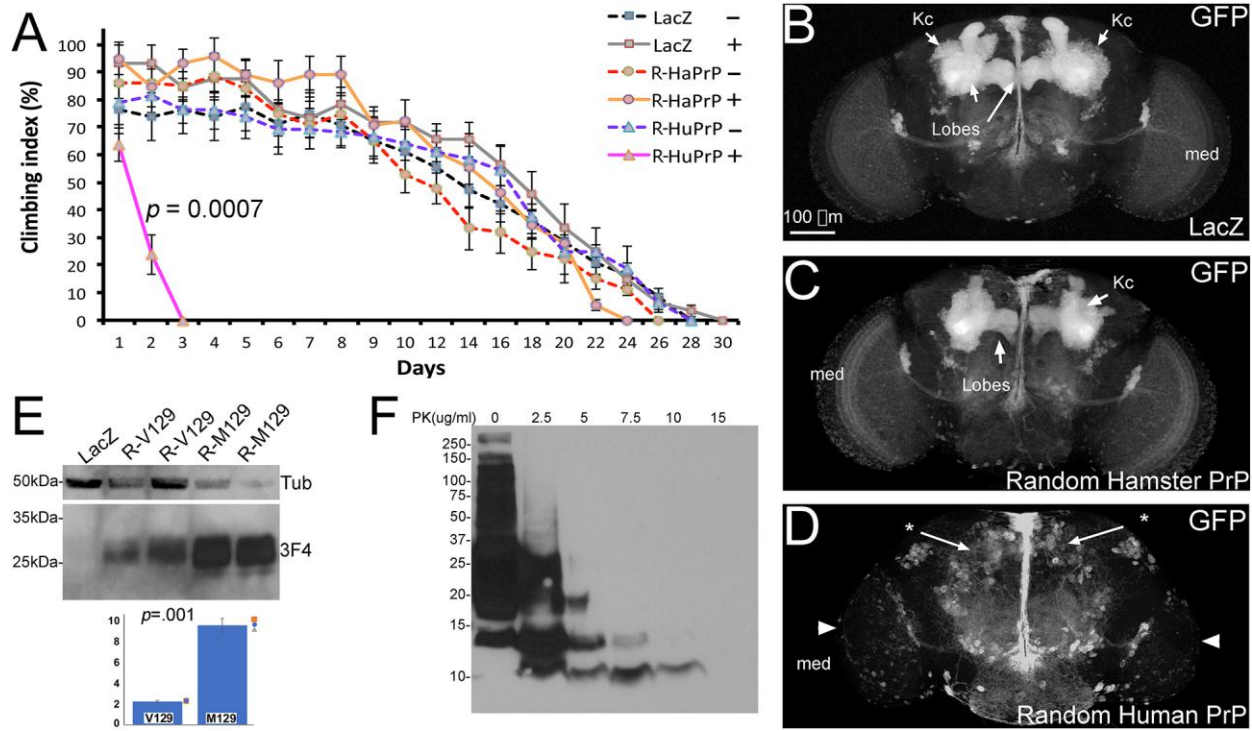 A
Climbing index (%)
100
90
80
70
60
50
40
30
20
10
0
p = 0.0007
1 2 3 4 5 6 7 8 9 10 12 14 16 18 20 22 24 26 28 30
Days
LacZ −
LacZ +
R-HaPrP −
R-HaPrP +
R-HuPrP −
R-HuPrP +
B
GFP
Kc
Kc
Lobes
med
100 □m
LacZ
C
GFP
Kc
med
Lobes
Random Hamster PrP
D
GFP
*
*
med
Random Human PrP
E
LacZ
R-V129
R-V129
R-M129
R-M129
50kDa-
Tub
35kDa-
25kDa-
3F4
p=.001
10
8
6
4
2
0
V129
M129
F
PK(ug/ml) 0 2.5 5 7.5 10 15
250-
150-
100-
75-
50-
37-
25-
20-
15-
10-